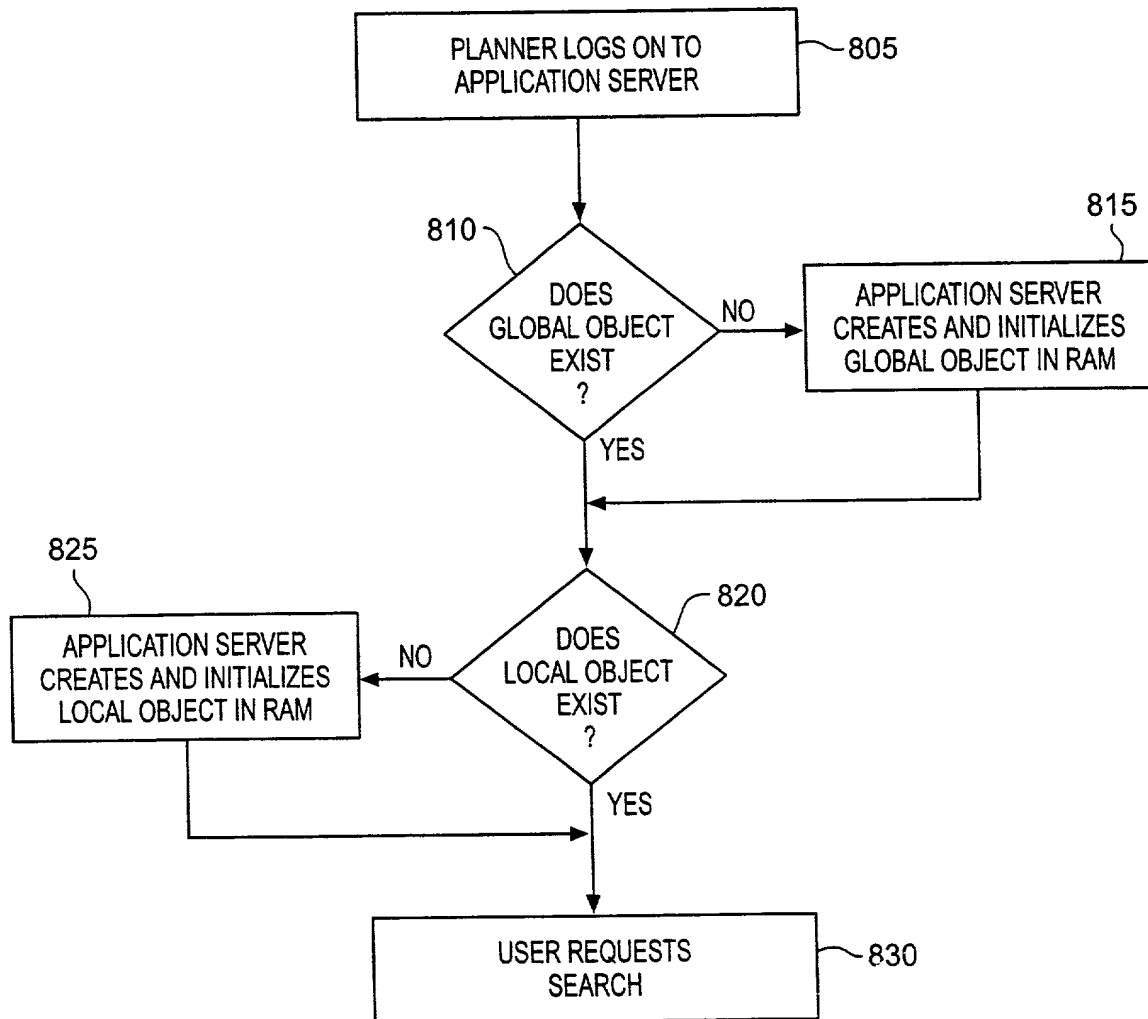 PLANNER LOGS ON TO
APPLICATION SERVER
805
810
DOES
GLOBAL OBJECT
EXIST
?
NO
815
APPLICATION SERVER
CREATES AND INITIALIZES
GLOBAL OBJECT IN RAM
YES
825
APPLICATION SERVER
CREATES AND INITIALIZES
LOCAL OBJECT IN RAM
NO
820
DOES
LOCAL OBJECT
EXIST
?
YES
USER REQUESTS
SEARCH
830